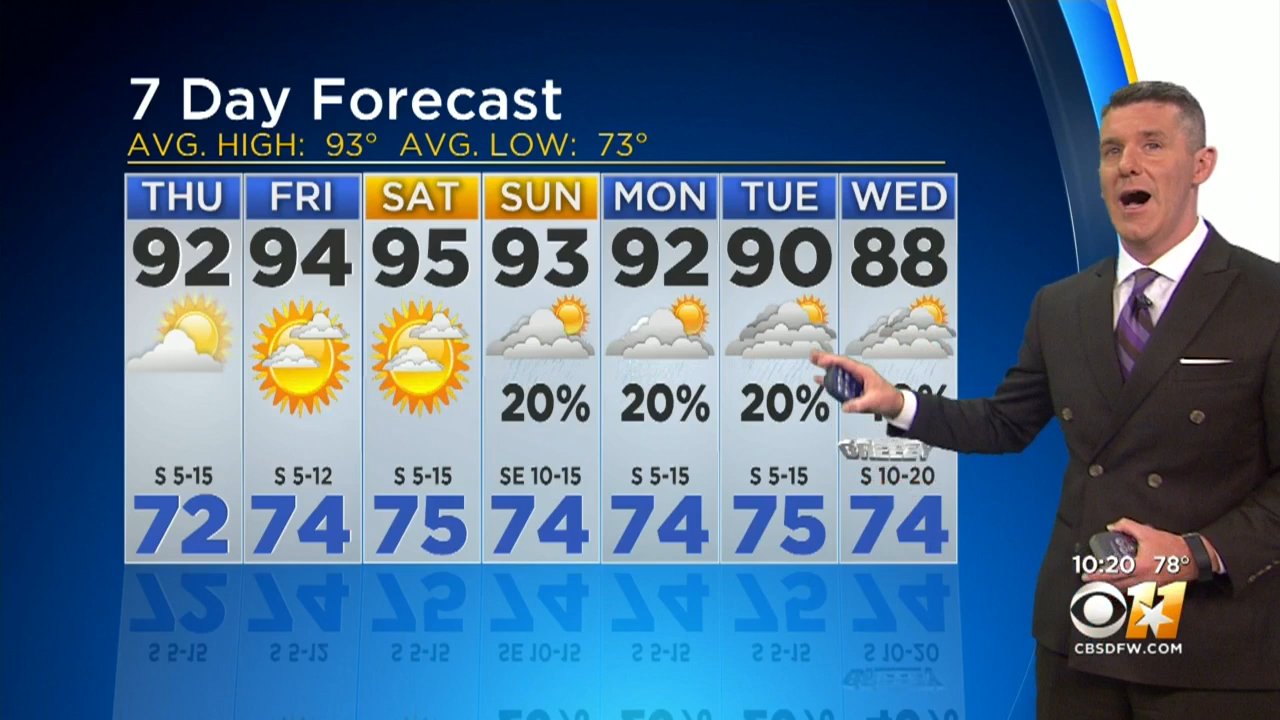 7 Day Forecast
AVG. HIGH: 93° AVG. LOW: 73°
THU FRI SAT SUN MON TUE WED
92 94 95 93 92 90 88
20% 20% 20%
BREEZY
S 5-15 S 5-12 S 5-15 SE 10-15 S 5-15 S 5-15 S 10-20
72 74 75 74 74 75 74
10:20 78°
11
CBSDFW.COM